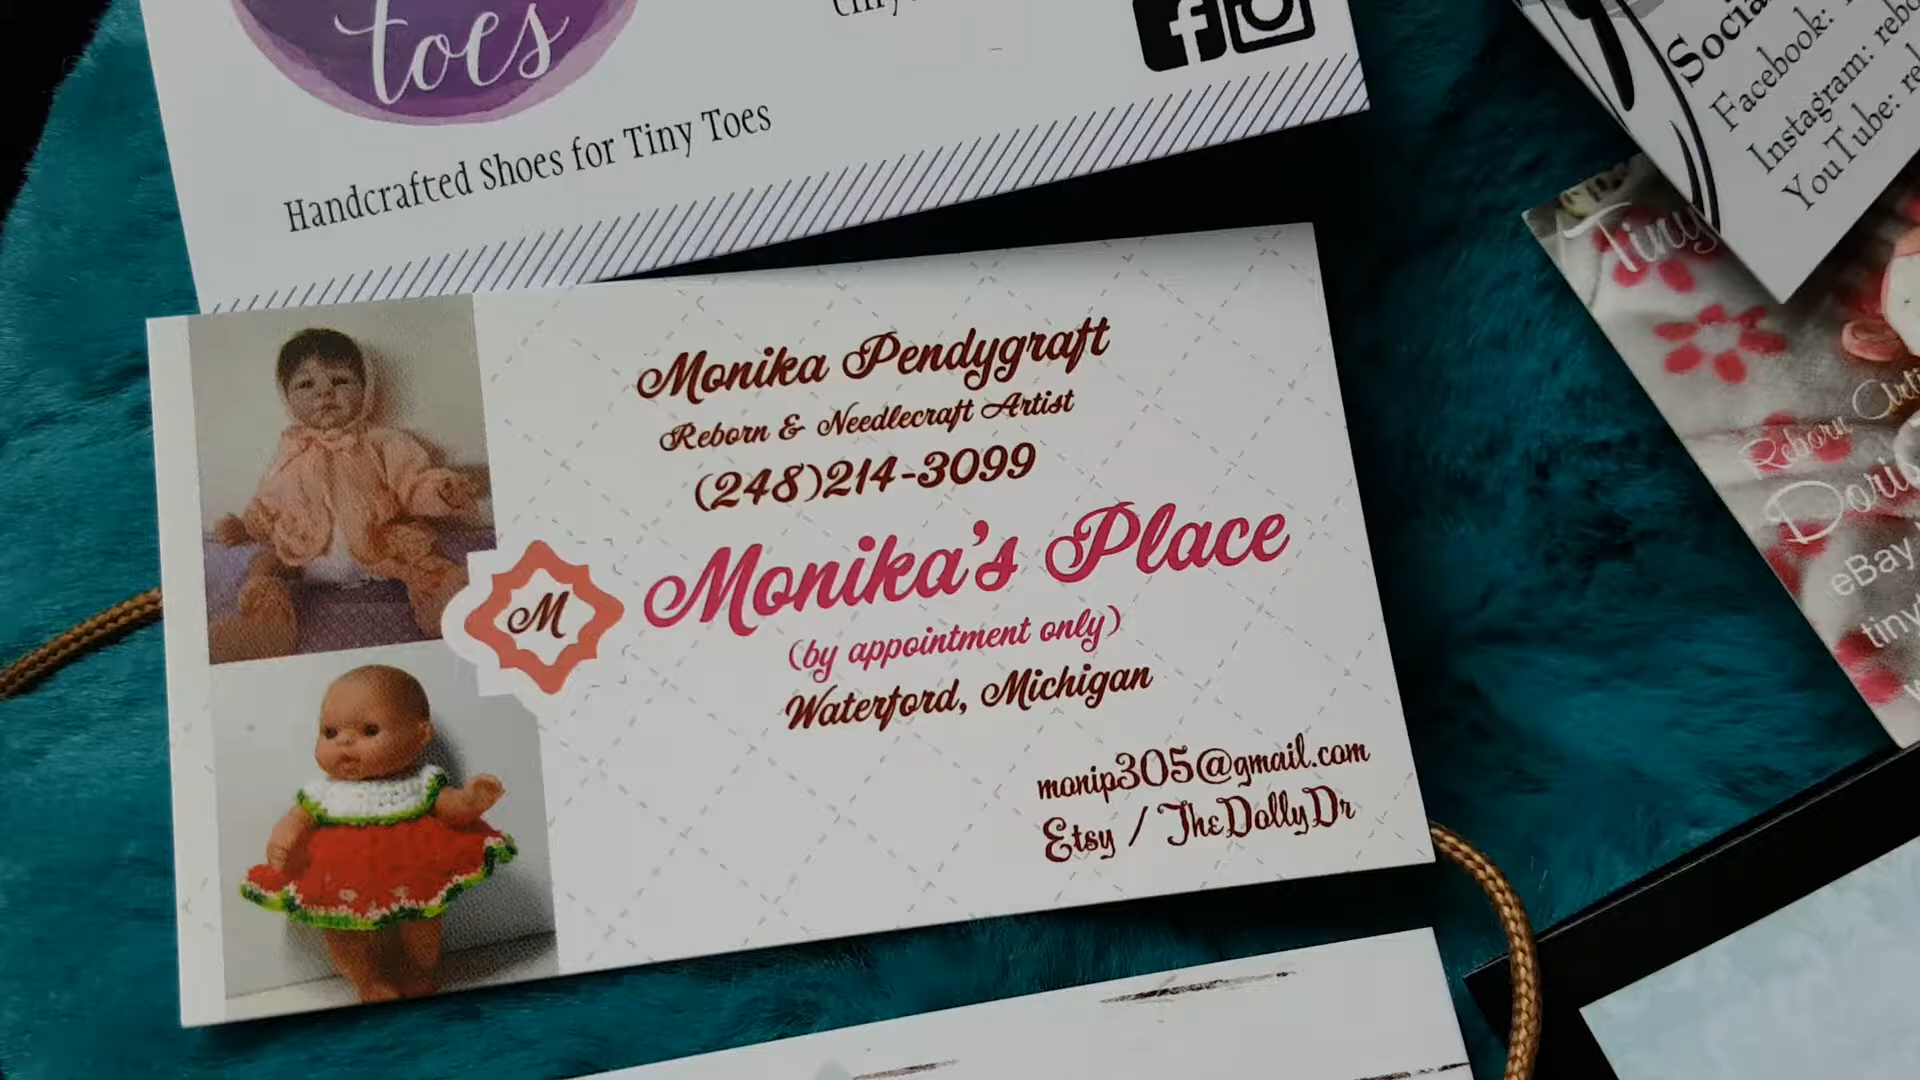 toes
Handcrafted Shoes for Tiny Toes
Monika Pendygraft
Reborn & Needlecraft Artist
(248)214-3099
M
Monika's Place
(by appointment only)
Waterford, Michigan
monip305@gmail.com
Etsy / TheDollyDr
Facebook:
Instagram:
YouTube:
Tiny
Reborn
eBay